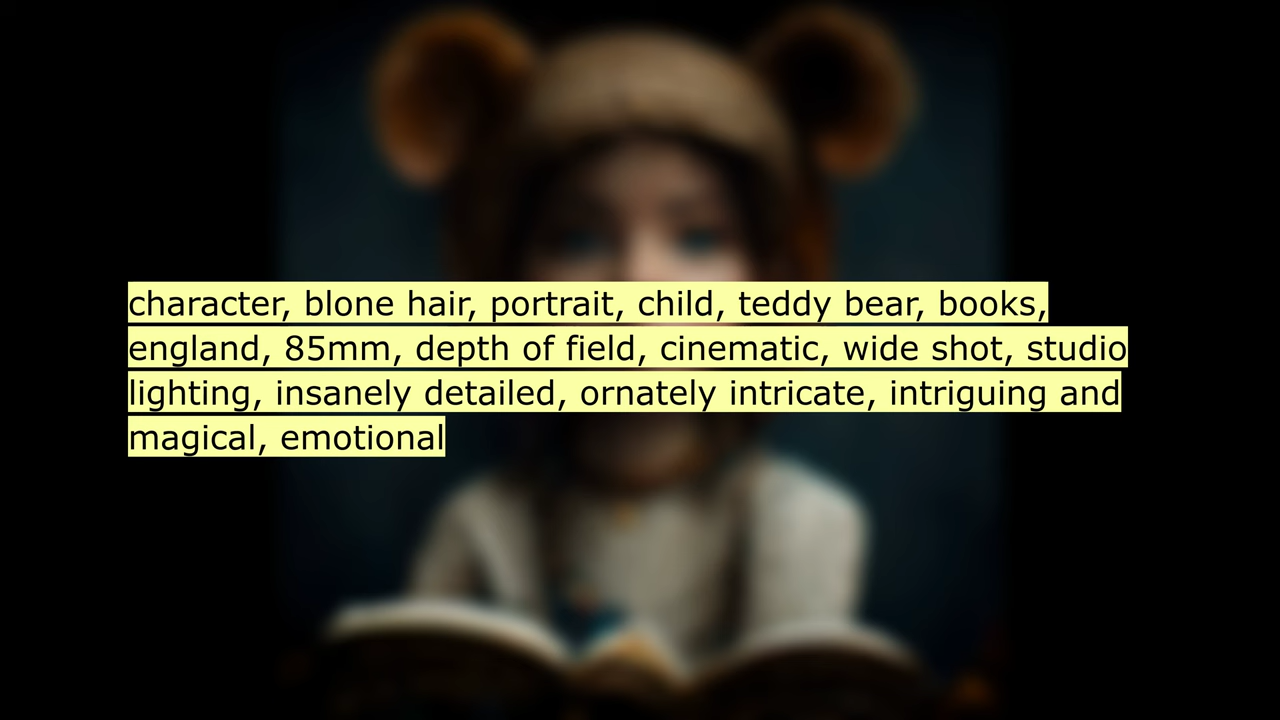 character, blone hair, portrait, child, teddy bear, books,
england, 85mm, depth of field, cinematic, wide shot, studio
lighting, insanely detailed, ornately intricate, intriguing and
magical, emotional